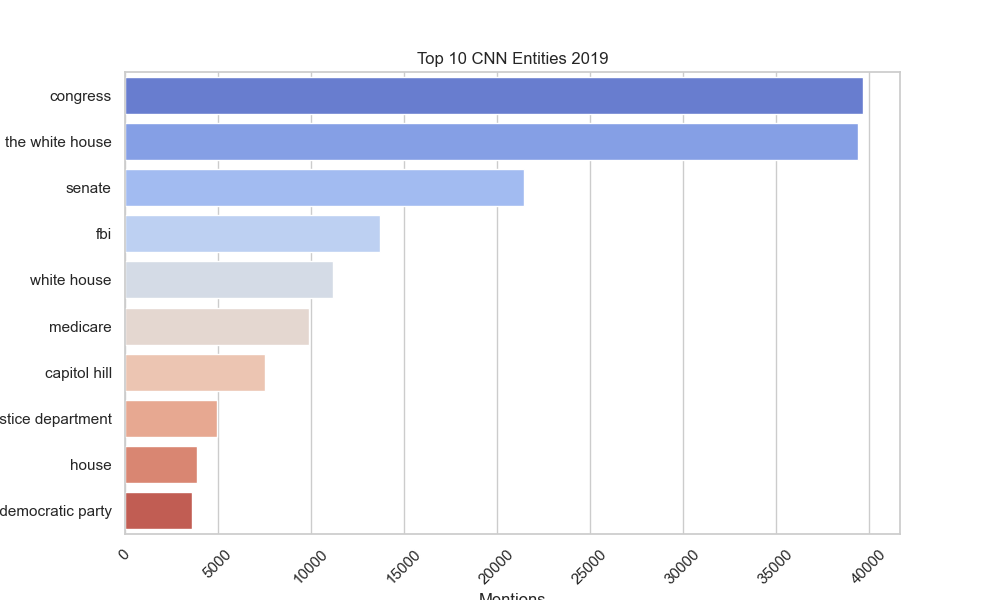 Top 10 CNN Entities 2019
congress
the white house
senate
fbi
white house
medicare
capitol hill
stice department
house
democratic party
0
5000
10000
15000
20000
25000
30000
35000
40000
Mentions